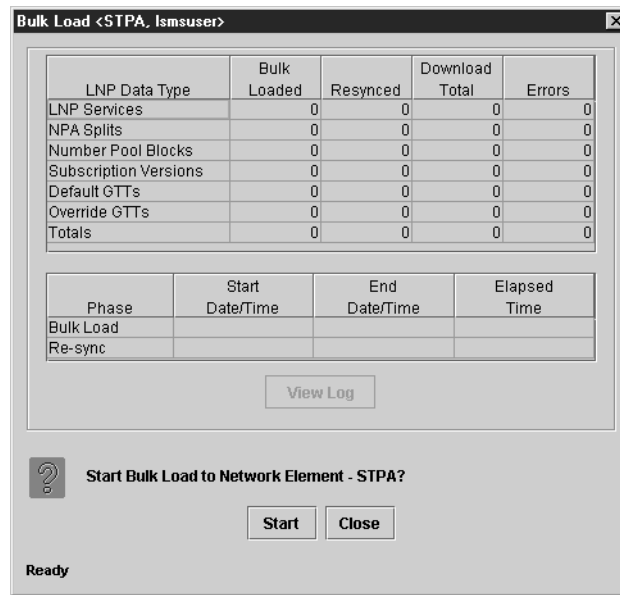 Bulk Load <STPA, lsmsuser>
LNP Data Type Bulk Loaded Resynced Download Total Errors
LNP Services 0 0 0 0
NPA Splits 0 0 0 0
Number Pool Blocks 0 0 0 0
Subscription Versions 0 0 0 0
Default GTTs 0 0 0 0
Override GTTs 0 0 0 0
Totals 0 0 0 0
Phase Start Date/Time End Date/Time Elapsed Time
Bulk Load
Re-sync
View Log
Start Bulk Load to Network Element - STPA?
Start Close
Ready